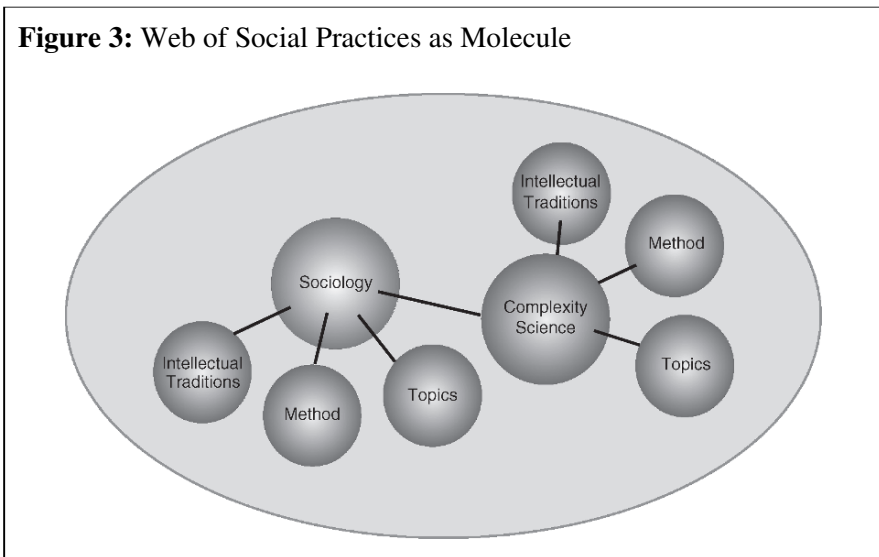 Figure 3: Web of Social Practices as Molecule
Intellectual
Traditions
Method
Sociology
Complexity
Science
Intellectual
Traditions
Topics
Topics
Method